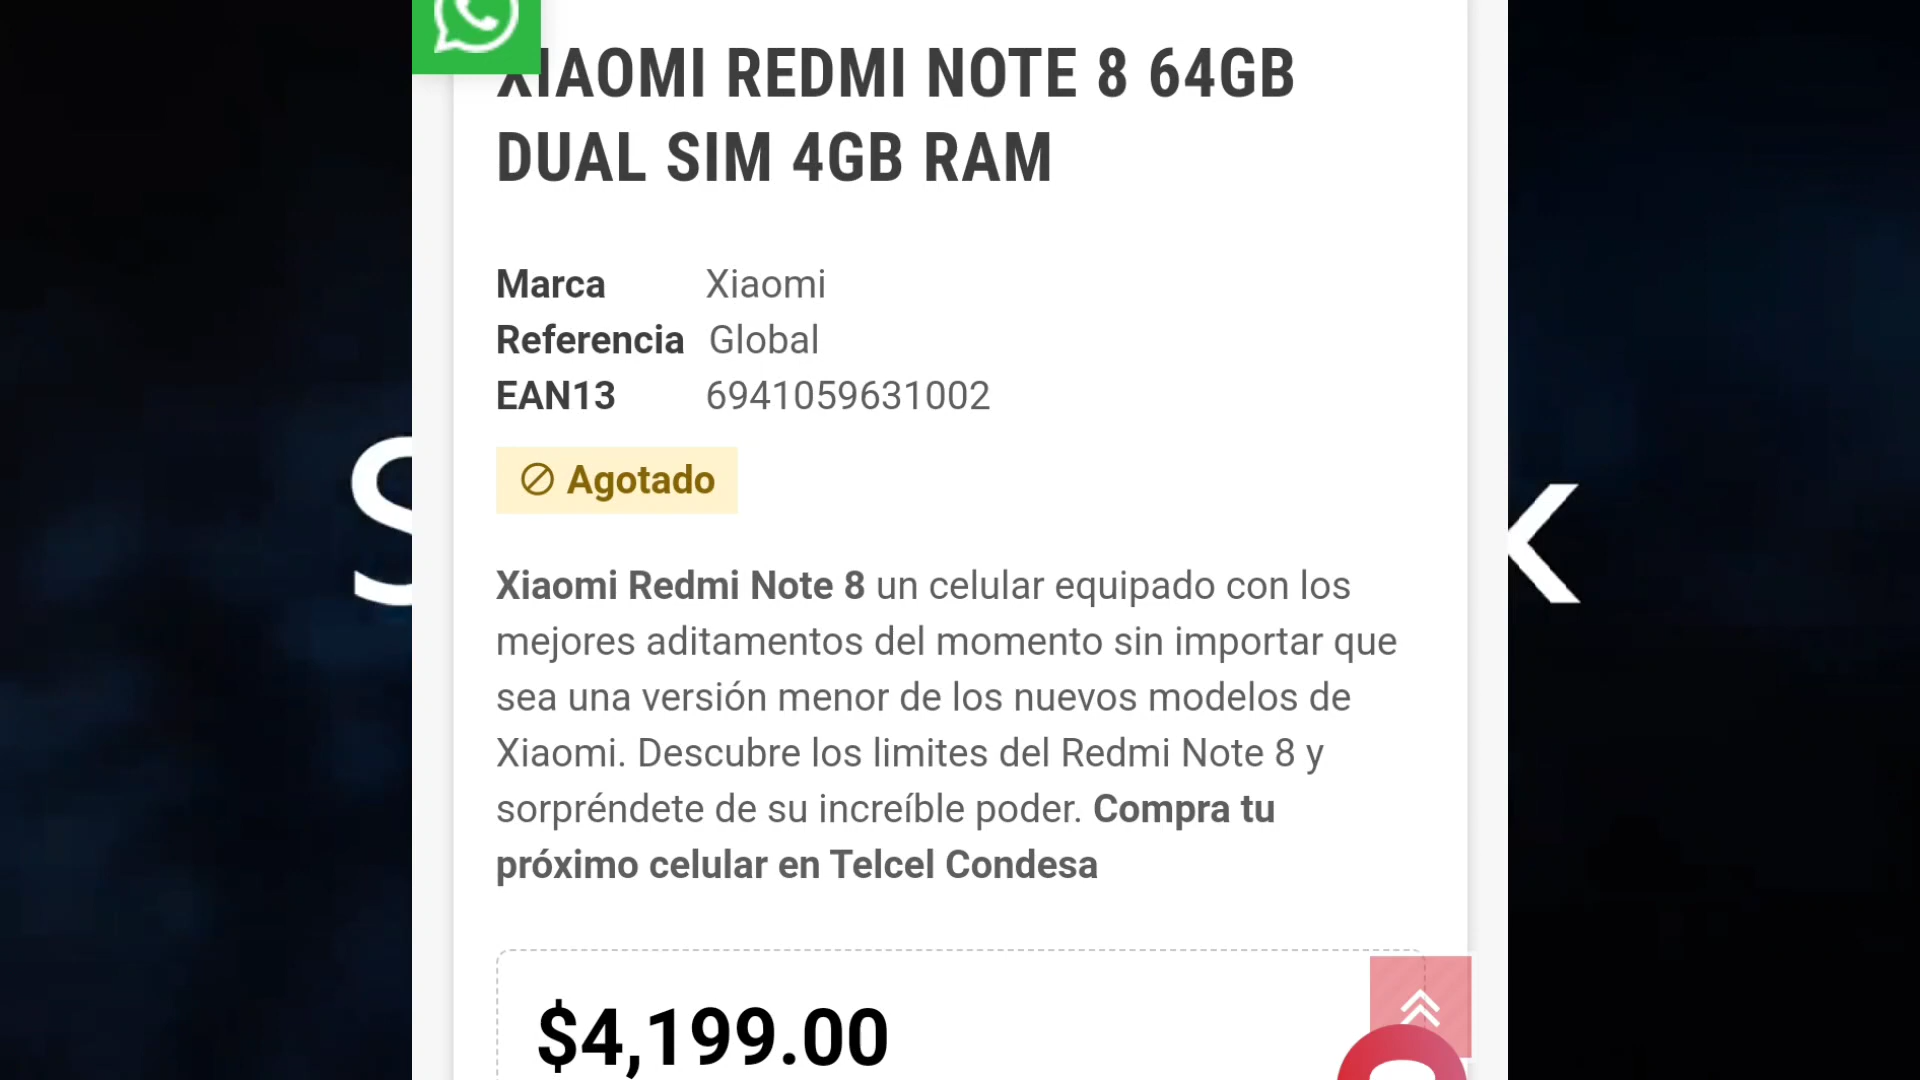 XIAOMI REDMI NOTE 8 64GB
DUAL SIM 4GB RAM
Marca Xiaomi
Referencia Global
EAN13 6941059631002
Agotado
Xiaomi Redmi Note 8 un celular equipado con los
mejores aditamentos del momento sin importar que
sea una versión menor de los nuevos modelos de
Xiaomi. Descubre los limites del Redmi Note 8 y
sorpréndete de su increíble poder. Compra tu
próximo celular en Telcel Condesa
$4,199.00